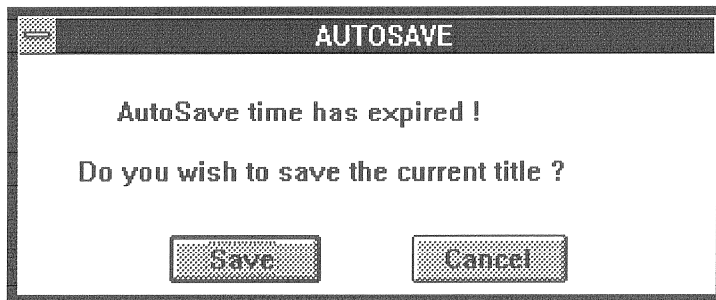 AUTOSAVE
AutoSave time has expired !
Do you wish to save the current title ?
Save
Cancel